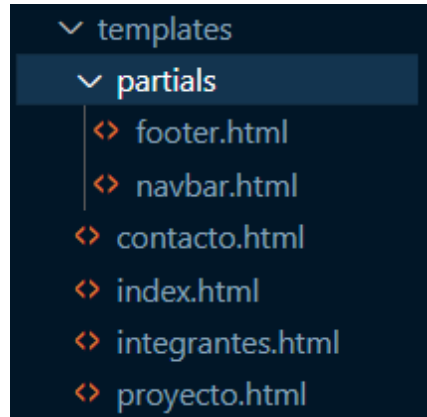 templates
partials
footer.html
navbar.html
contacto.html
index.html
integrantes.html
proyecto.html